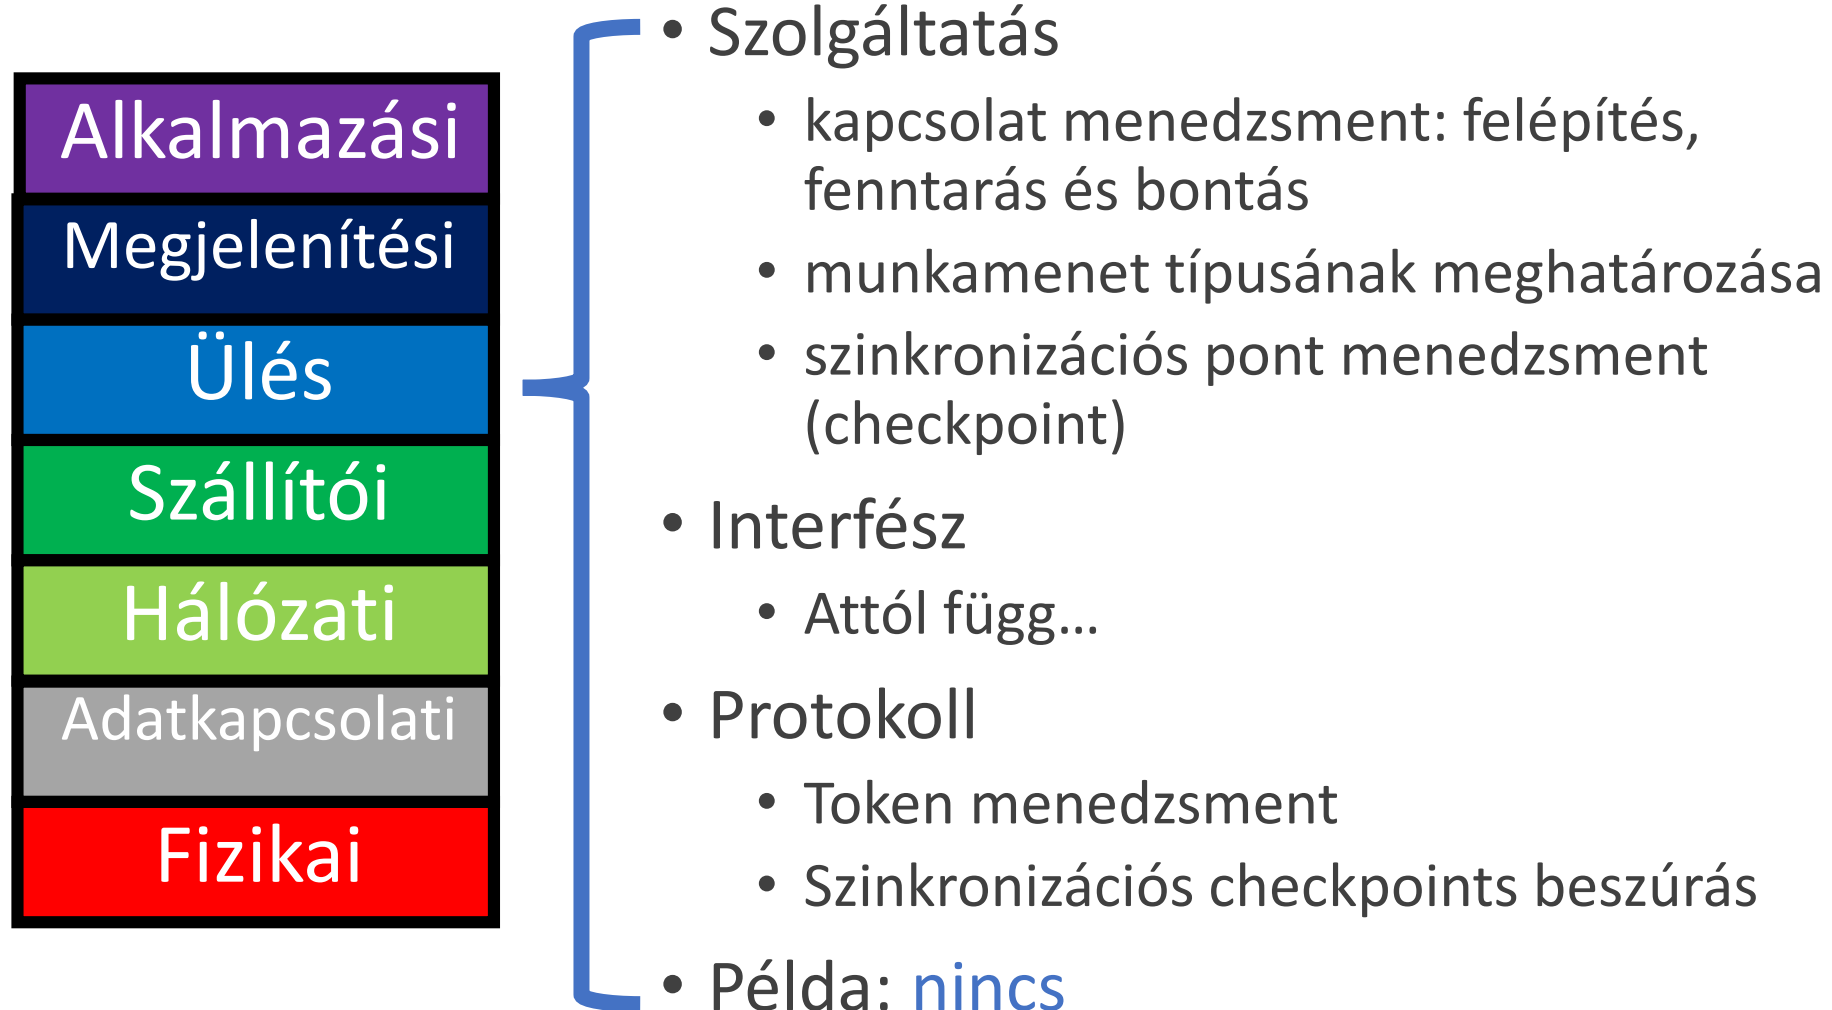 Alkalmazási
Megjelenítési
Ülés
Szállítói
Hálózati
Adatkapcsolati
Fizikai
• Szolgáltatás
• kapcsolat menedzsment: felépítés,
fenntarás és bontás
• munkamenet típusának meghatározása
• szinkronizációs pont menedzsment
(checkpoint)
• Interfész
• Attól függ...
• Protokoll
• Token menedzsment
• Szinkronizációs checkpoints beszúrás
• Példa: nincs